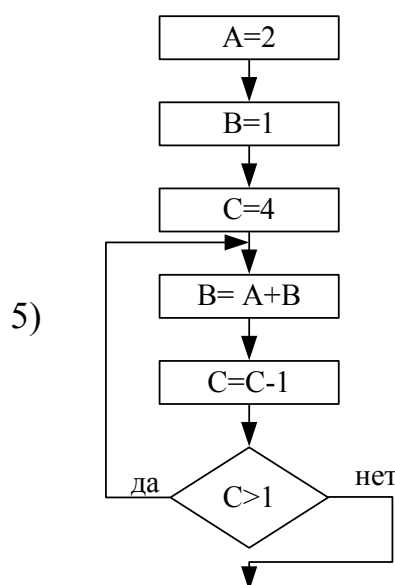 A=2
B=1
C=4
5)
B= A+B
C=C-1
да
C>1
нет